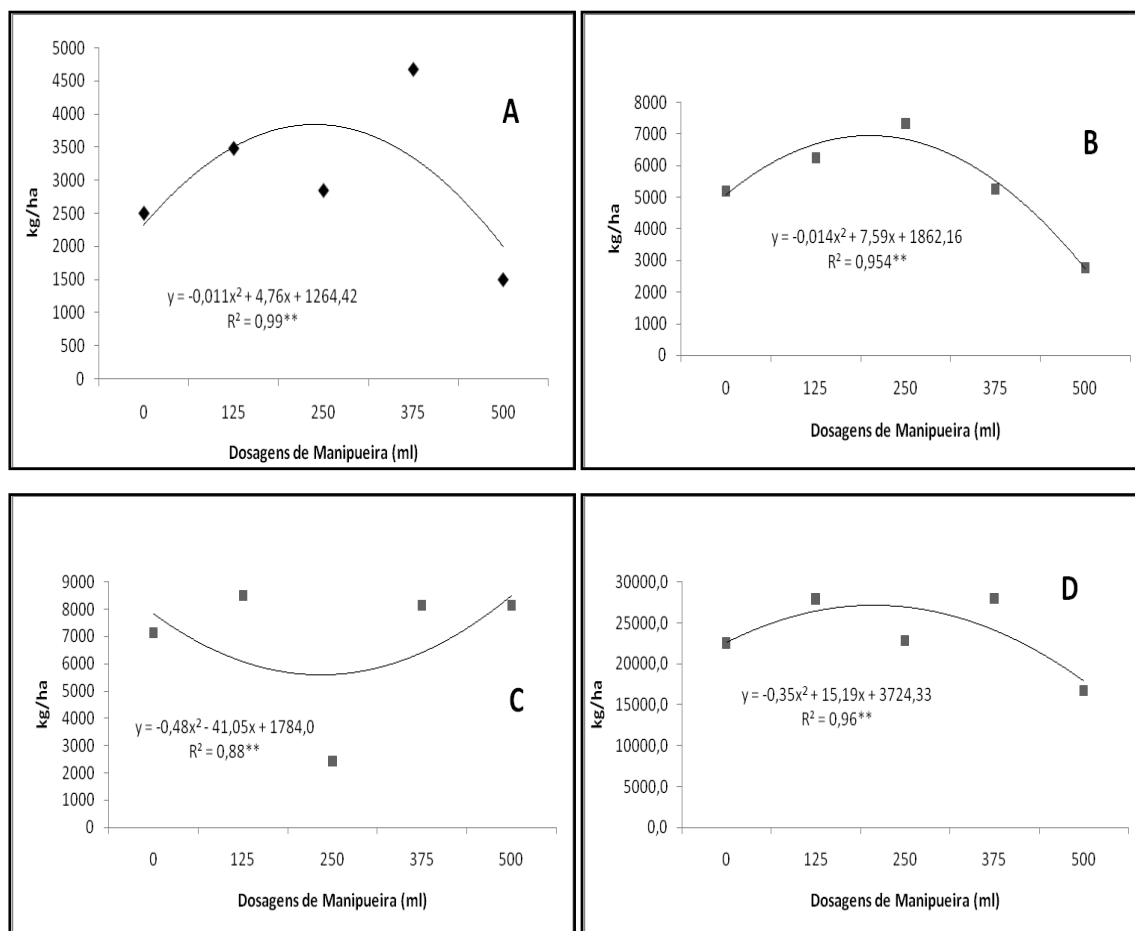 A
5000
4500
4000
3500
3000
2500
2000
1500
1000
500
0
kg/ha
y = -0,011x² + 4,76x + 1264,42
R² = 0,99**
0 125 250 375 500
Dosagens de Manipueira (ml)
B
8000
7000
6000
5000
4000
3000
2000
1000
0
kg/ha
y = -0,014x² + 7,59x + 1862,16
R² = 0,954**
0 125 250 375 500
Dosagens de Manipueira (ml)
C
9000
8000
7000
6000
5000
4000
3000
2000
1000
0
kg/ha
y = -0,48x² - 41,05x + 1784,0
R² = 0,88**
0 125 250 375 500
Dosagens de Manipueira (ml)
D
30000,0
25000,0
20000,0
15000,0
10000,0
5000,0
0,0
kg/ha
y = -0,35x² + 15,19x + 3724,33
R² = 0,96**
0 125 250 375 500
Dosagens de Manipueira (ml)